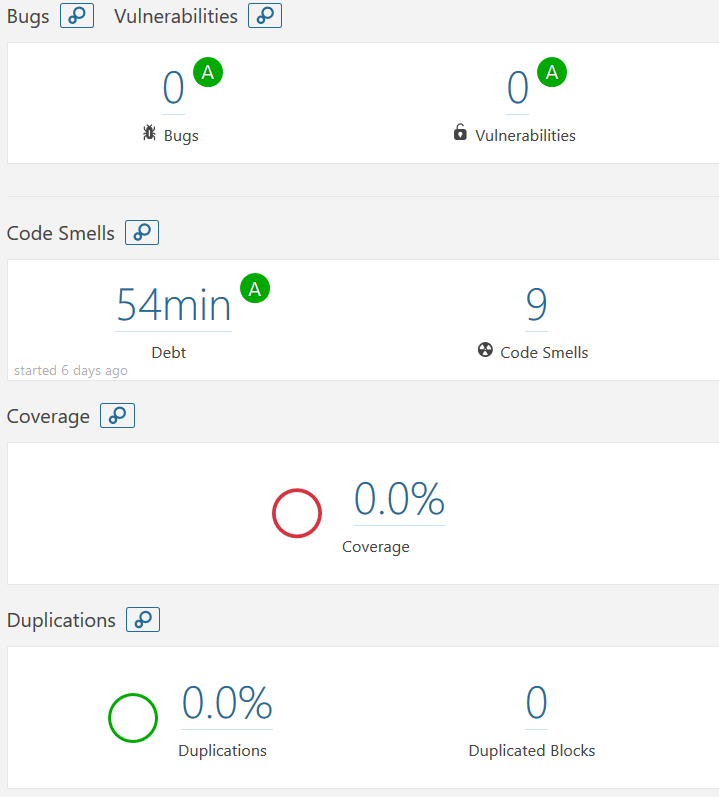 Bugs Vulnerabilities
0 A 0 A
Bugs Vulnerabilities
Code Smells
54min A 9
Debt Code Smells
started 6 days ago
Coverage
0.0%
Coverage
Duplications
0.0% 0
Duplications Duplicated Blocks